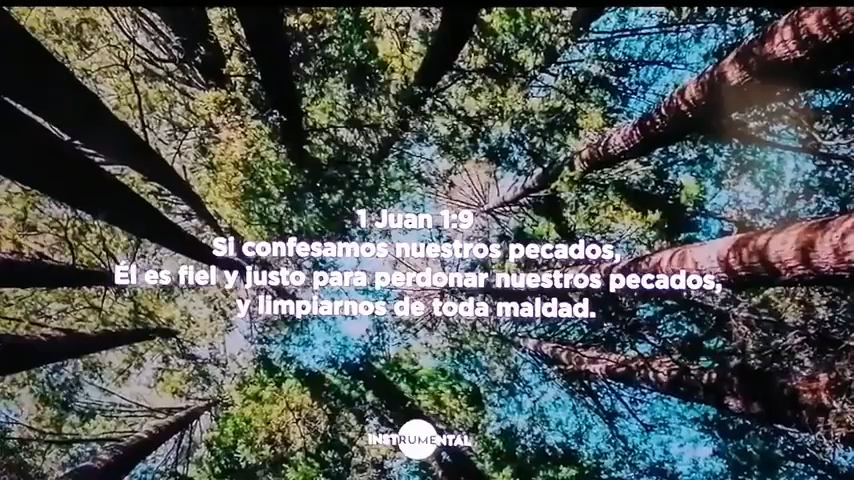 1 Juan 1:9
Si confesamos nuestros pecados,
Él es fiel y justo para perdonar nuestros pecados,
y limpiarnos de toda maldad.
INSTRUMENTAL